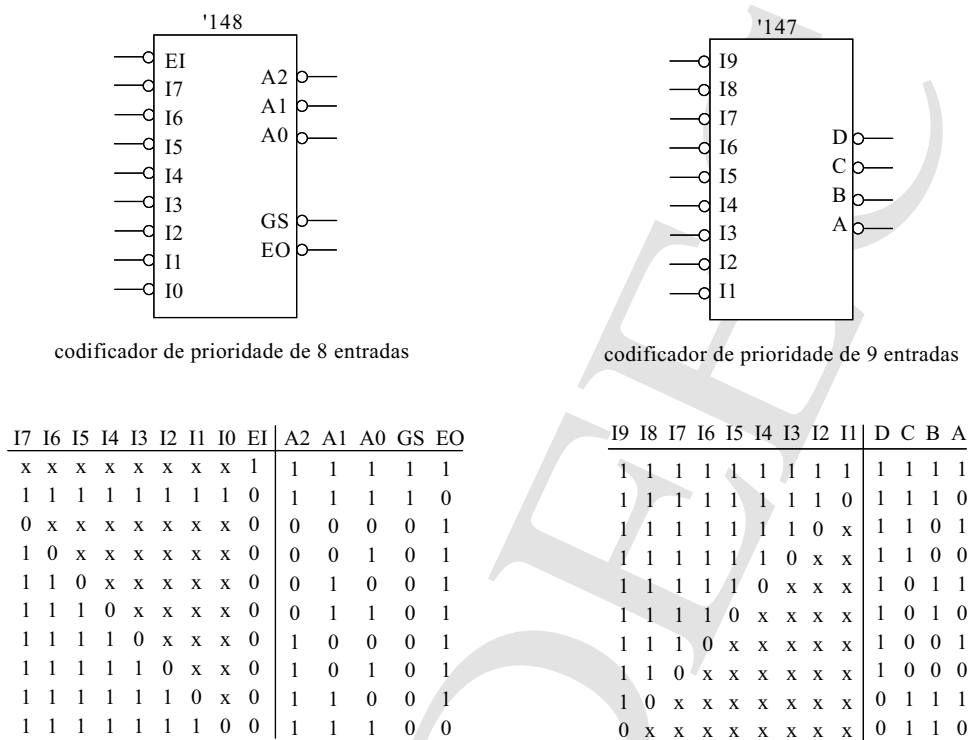 '148
EI
I7
I6
I5
I4
I3
I2
I1
I0
A2
A1
A0
GS
EO
codificador de prioridade de 8 entradas
'147
I9
I8
I7
I6
I5
I4
I3
I2
I1
D
C
B
A
codificador de prioridade de 9 entradas
I7 I6 I5 I4 I3 I2 I1 I0 EI A2 A1 A0 GS EO
x x x x x x x x 1 1 1 1 1 1
1 1 1 1 1 1 1 1 0 1 1 1 1 0
0 x x x x x x x 0 0 0 0 0 1
1 0 x x x x x x 0 0 0 1 0 1
1 1 0 x x x x x 0 0 1 0 0 1
1 1 1 0 x x x x 0 0 1 1 0 1
1 1 1 1 0 x x x 0 1 0 0 0 1
1 1 1 1 1 0 x x 0 1 0 1 0 1
1 1 1 1 1 1 0 x 0 1 1 0 0 1
1 1 1 1 1 1 1 0 0 1 1 1 0 0
I9 I8 I7 I6 I5 I4 I3 I2 I1 D C B A
1 1 1 1 1 1 1 1 1 1 1 1 1
1 1 1 1 1 1 1 1 0 1 1 1 0
1 1 1 1 1 1 1 0 x 1 1 0 1
1 1 1 1 1 1 0 x x 1 1 0 0
1 1 1 1 1 0 x x x 1 0 1 1
1 1 1 1 0 x x x x 1 0 1 0
1 1 1 0 x x x x x 1 0 0 1
1 1 0 x x x x x x 1 0 0 0
1 0 x x x x x x x 0 1 1 1
0 x x x x x x x x 0 1 1 0